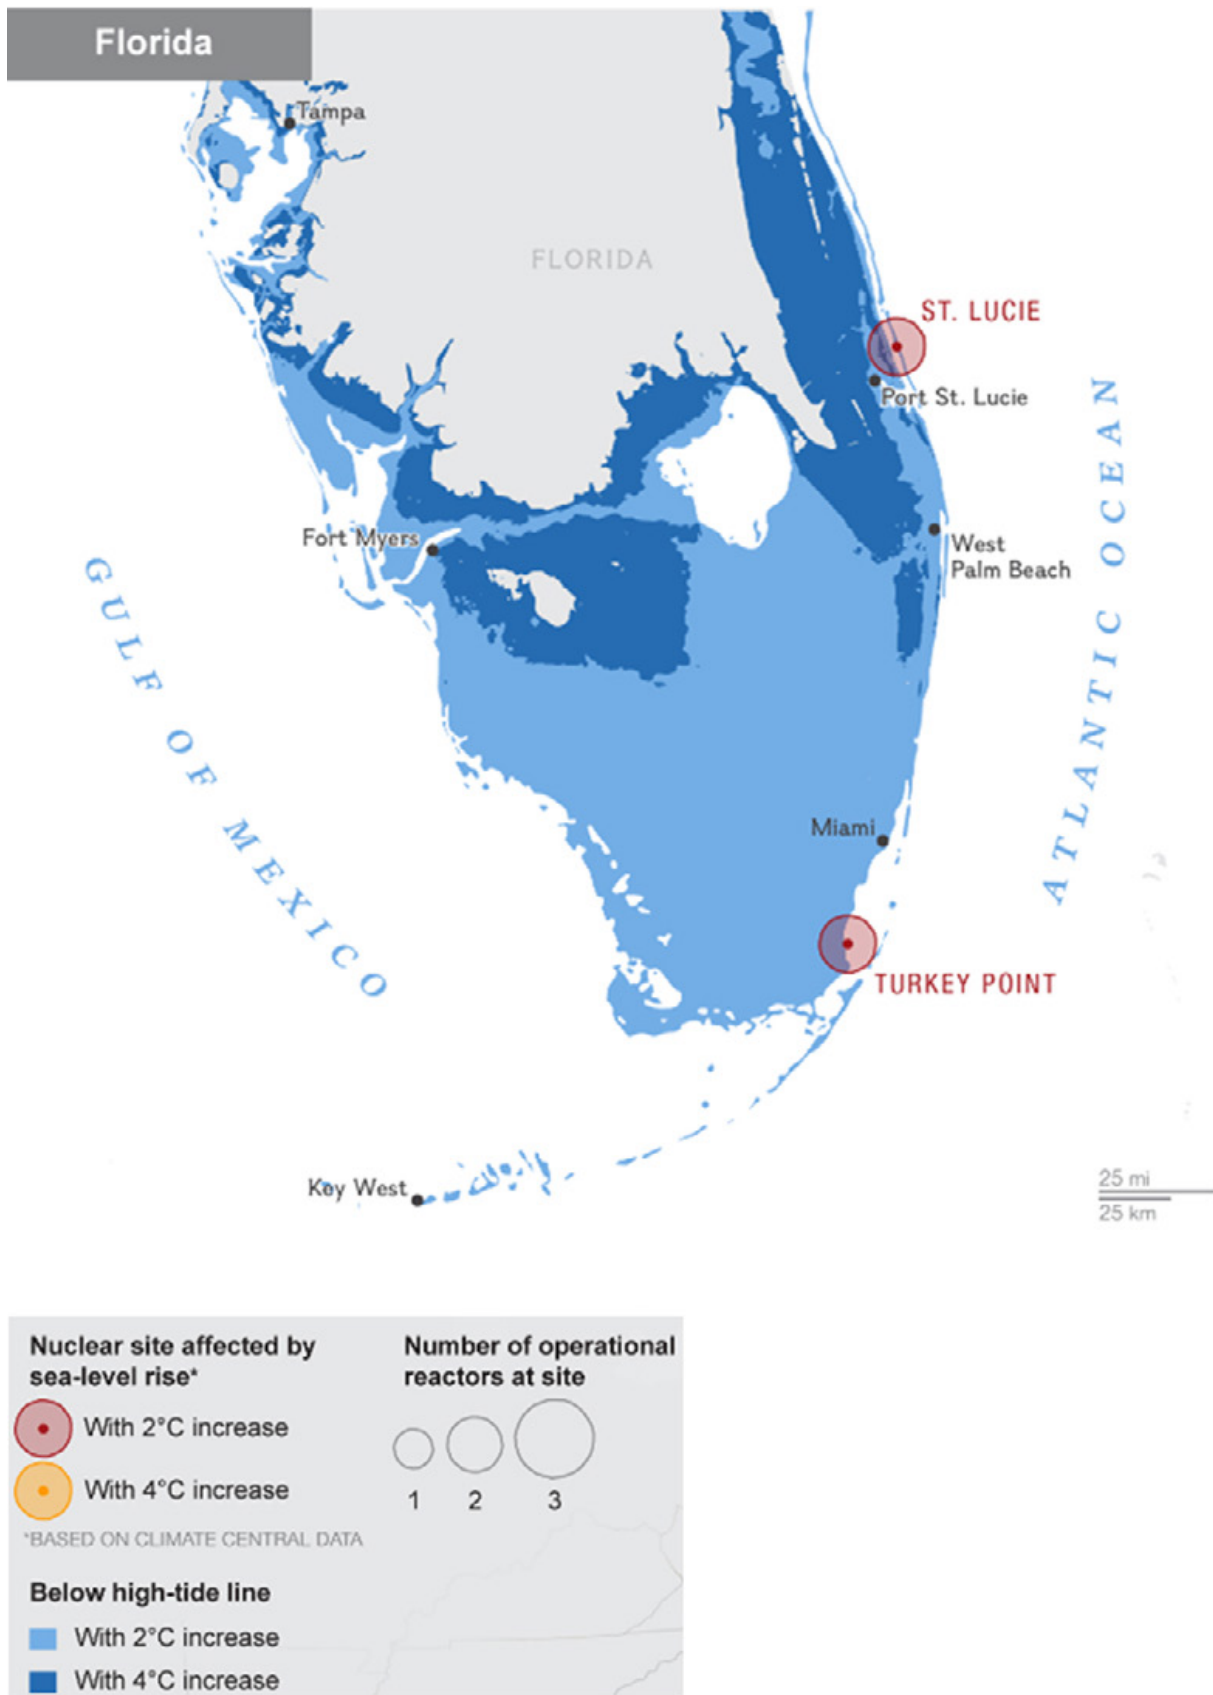 Florida
Tampa
FLORIDA
ST. LUCIE
Port St. Lucie
Fort Myers
West
Palm Beach
GULF OF MEXICO
ATLANTIC OCEAN
Miami
TURKEY POINT
Key West
25 mi
25 km
Nuclear site affected by
sea-level rise*
With 2°C increase
With 4°C increase
*BASED ON CLIMATE CENTRAL DATA
Number of operational
reactors at site
1 2 3
Below high-tide line
With 2°C increase
With 4°C increase